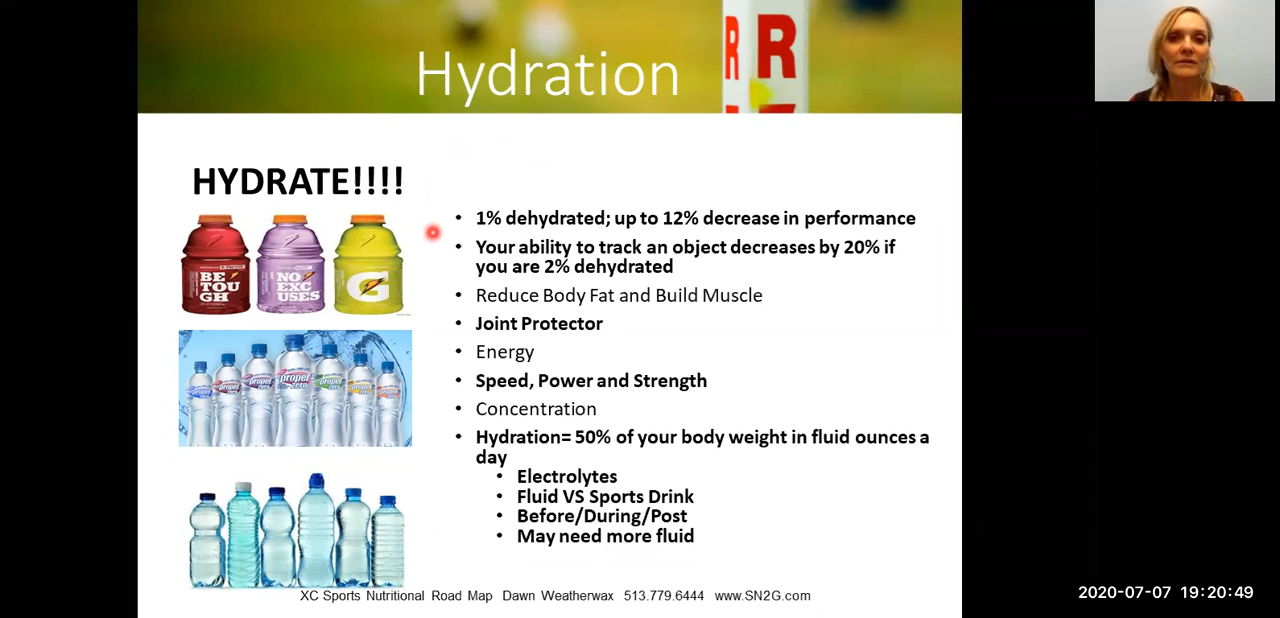 Hydration
R R
HYDRATE!!!!
BE
TOU
GH
NO
EXC
USES
G
propel
zero
• 1% dehydrated; up to 12% decrease in performance
• Your ability to track an object decreases by 20% if
you are 2% dehydrated
• Reduce Body Fat and Build Muscle
• Joint Protector
• Energy
• Speed, Power and Strength
• Concentration
• Hydration= 50% of your body weight in fluid ounces a
day
• Electrolytes
• Fluid VS Sports Drink
• Before/During/Post
• May need more fluid
XC Sports Nutritional Road Map Dawn Weatherwax 513.779.6444 www.SN2G.com
2020-07-07 19:20:49